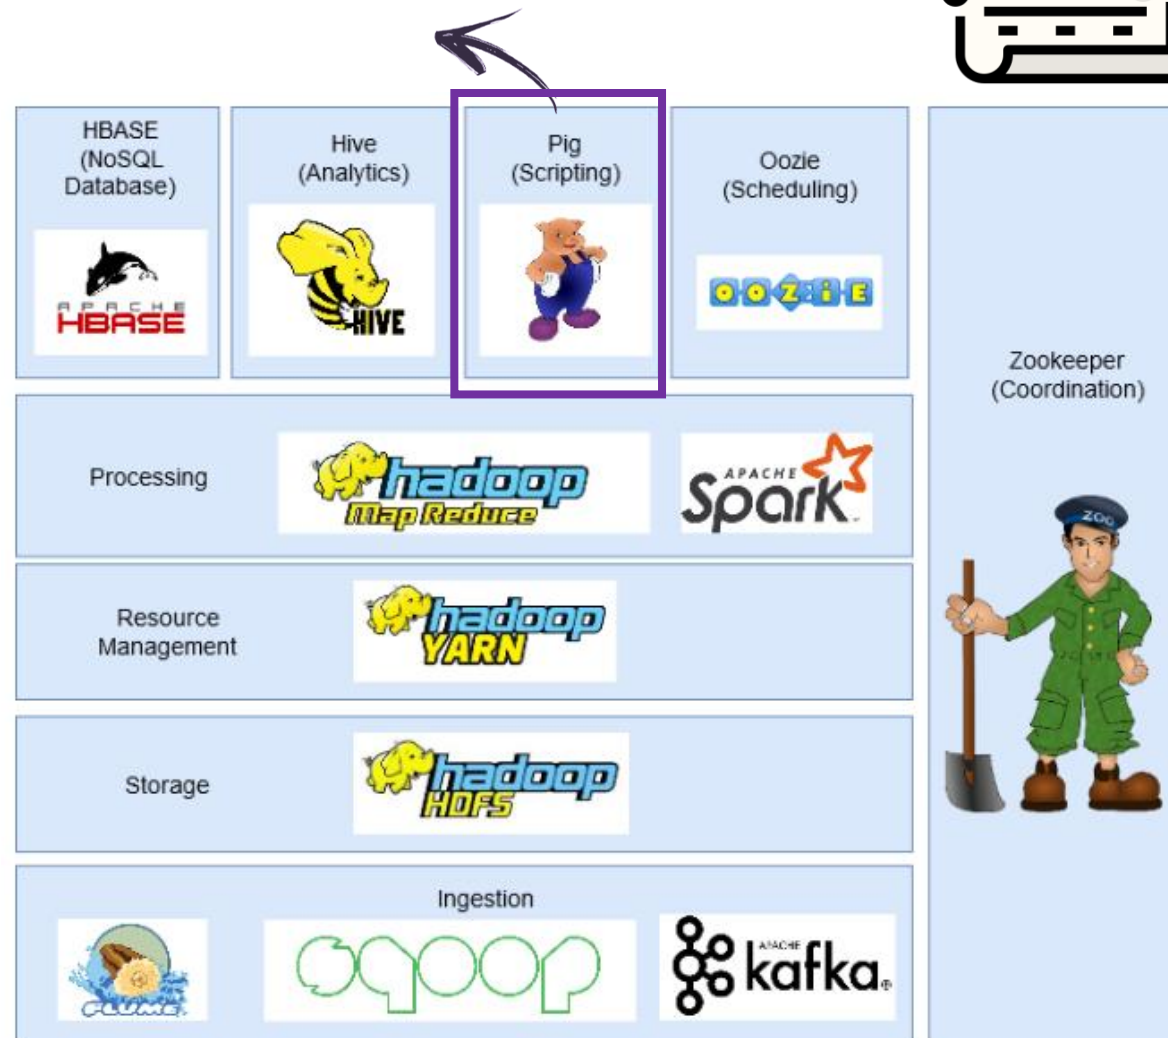 HBASE
(NoSQL
Database)
APACHE
HBASE
Hive
(Analytics)
HIVE
Pig
(Scripting)
Oozie
(Scheduling)
OOZiE
Zookeeper
(Coordination)
ZOO
Processing
hadoop
Map Reduce
APACHE
Spark
Resource
Management
hadoop
YARN
Storage
hadoop
HDFS
Ingestion
FLUME
sqoop
APACHE
kafka®